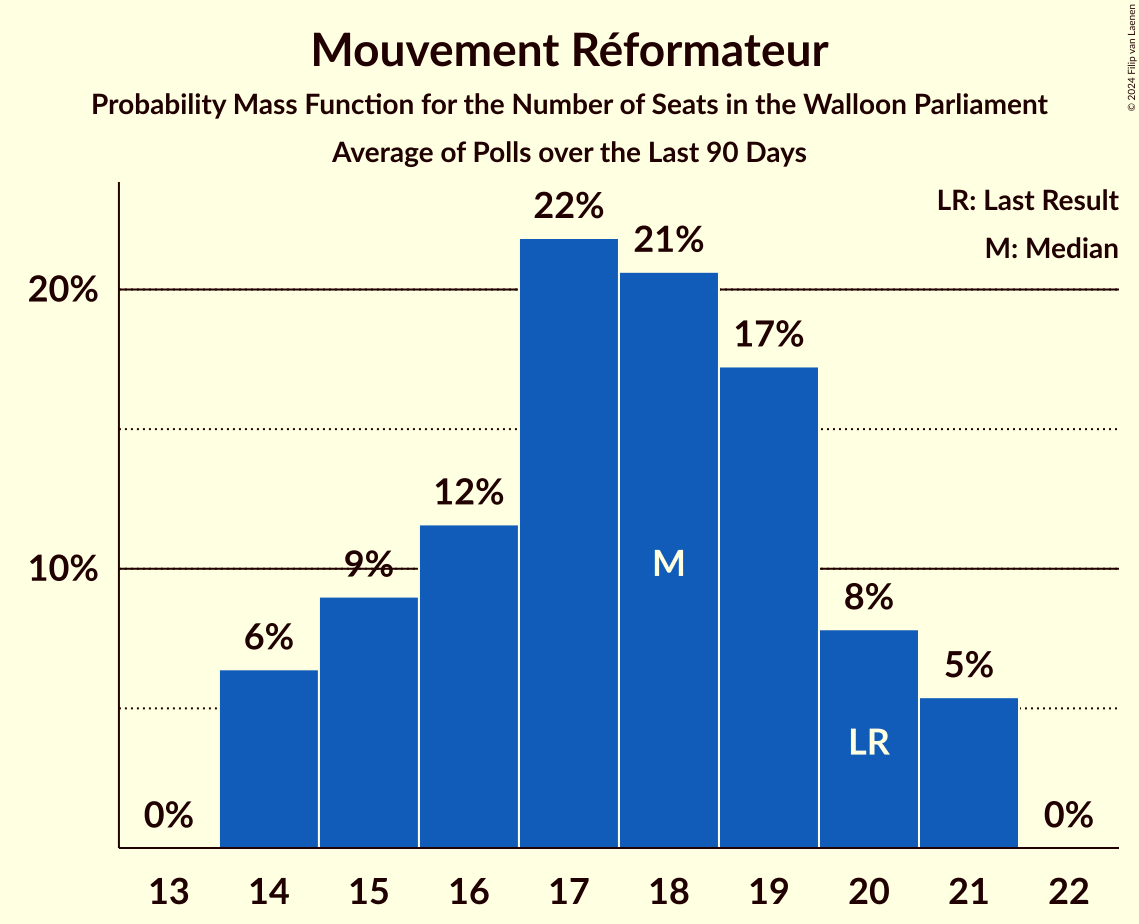 Mouvement Réformateur
Probability Mass Function for the Number of Seats in the Walloon Parliament
Average of Polls over the Last 90 Days
© 2024 Filip van Laenen
LR: Last Result
M: Median
20%
10%
0%
6%
9%
12%
22%
21%
17%
8%
5%
0%
M
LR
13 14 15 16 17 18 19 20 21 22